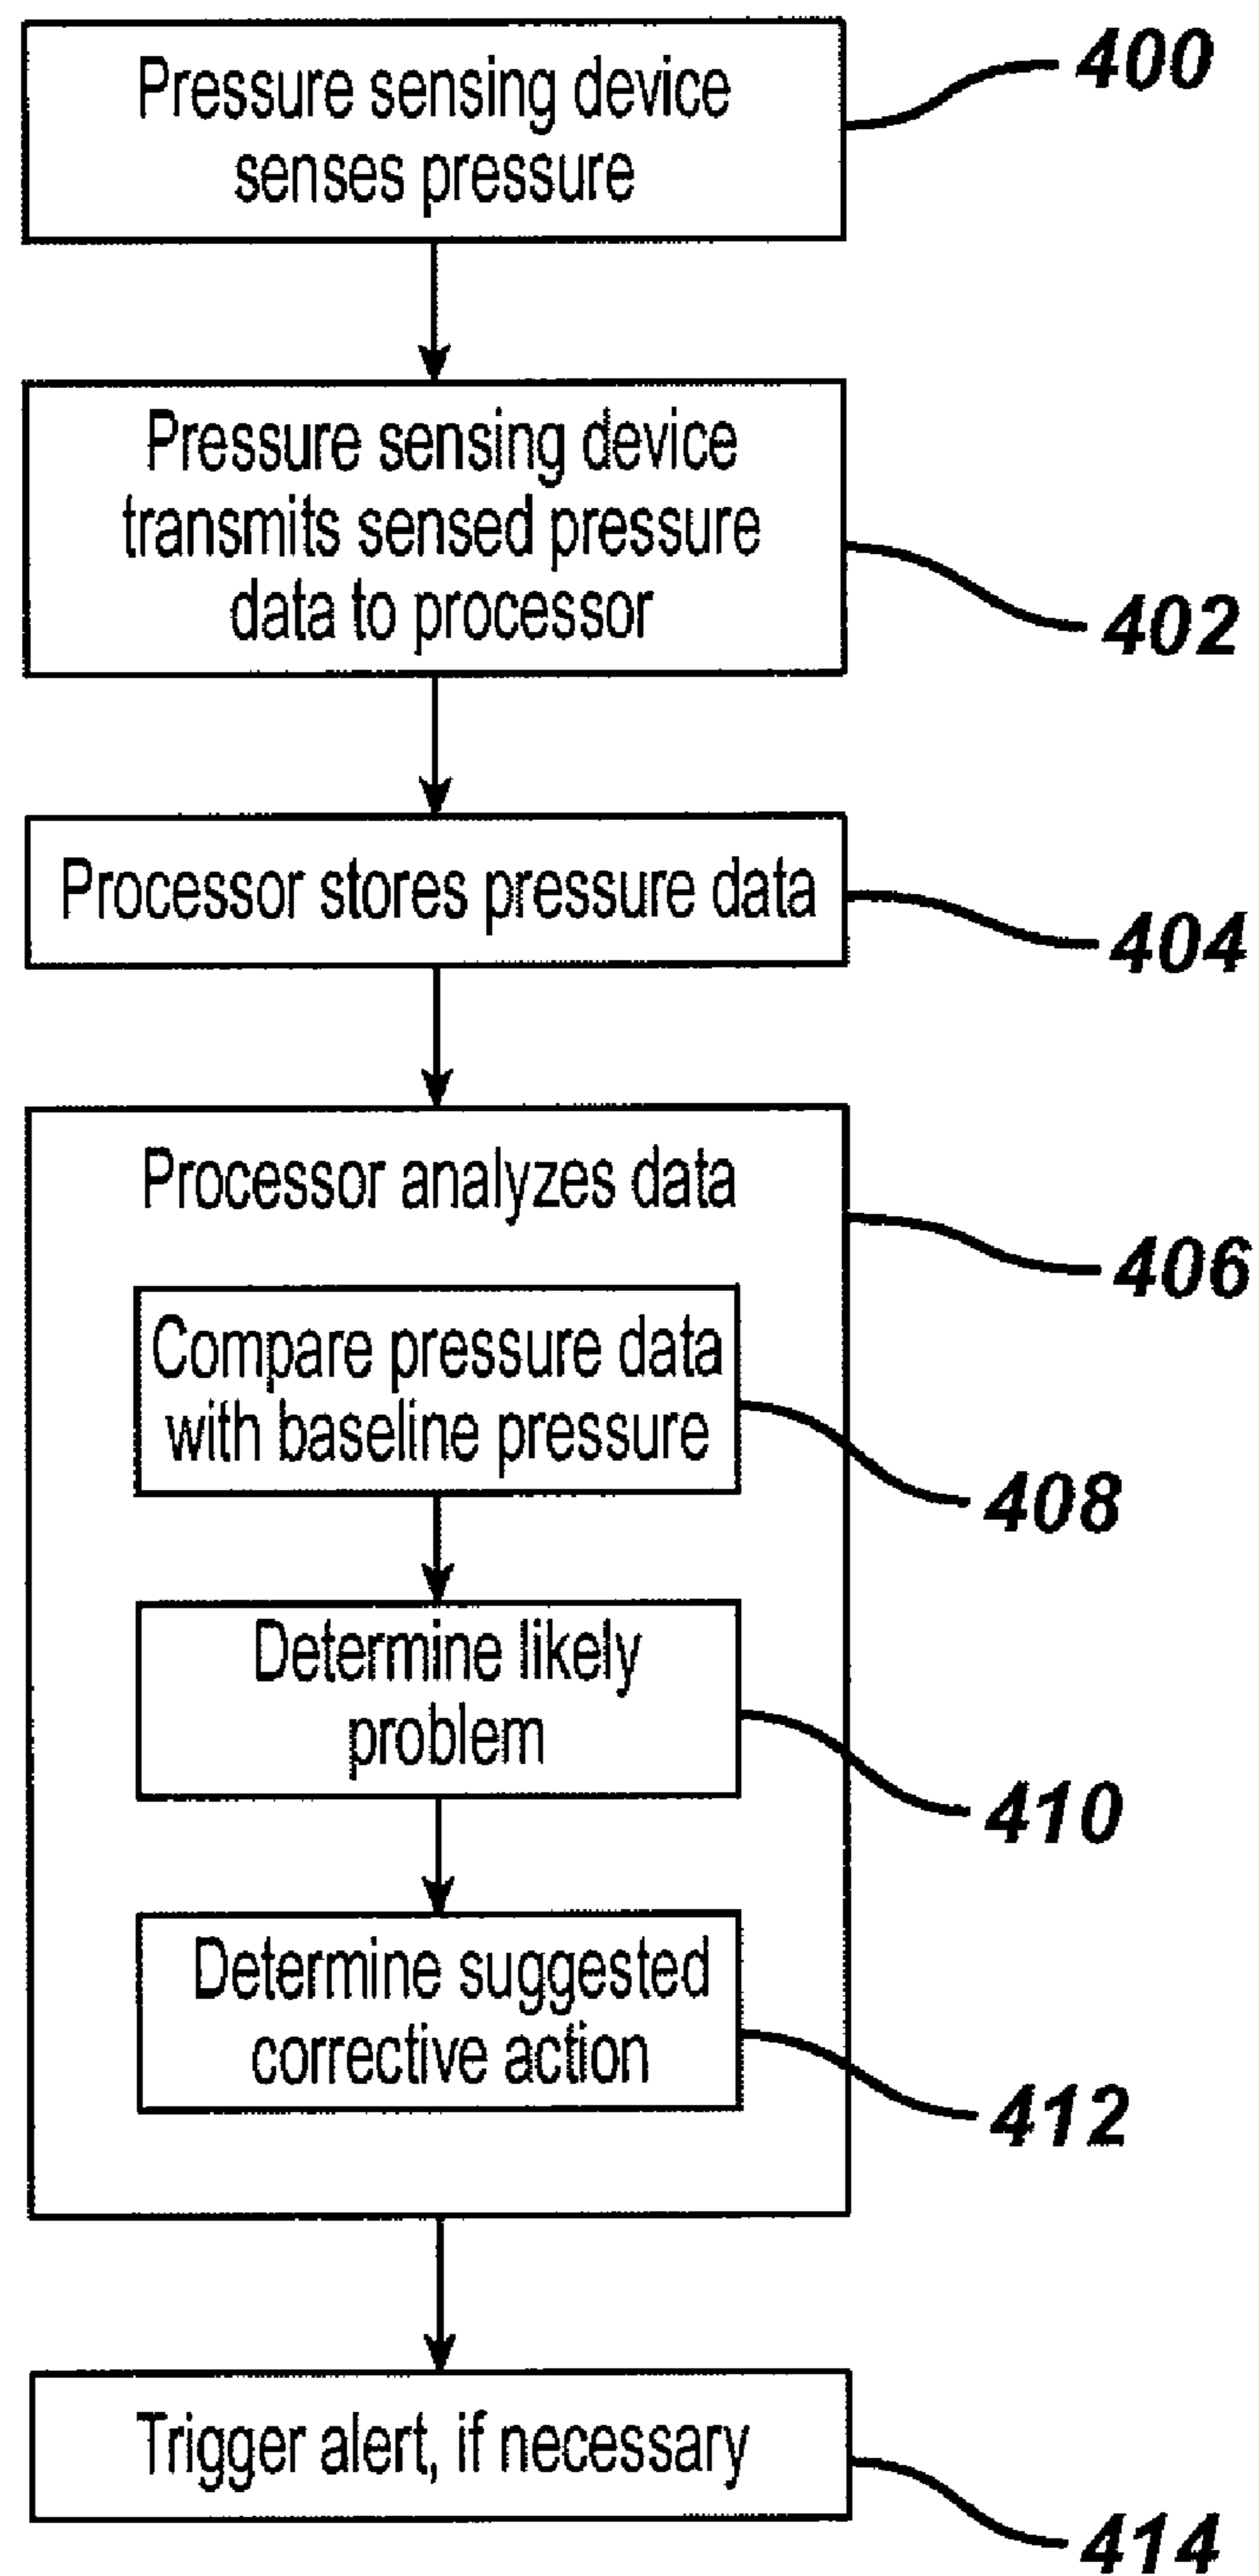 Pressure sensing device
senses pressure
400
Pressure sensing device
transmits sensed pressure
data to processor
402
Processor stores pressure data
404
Processor analyzes data
406
Compare pressure data
with baseline pressure
408
Determine likely
problem
410
Determine suggested
corrective action
412
Trigger alert, if necessary
414